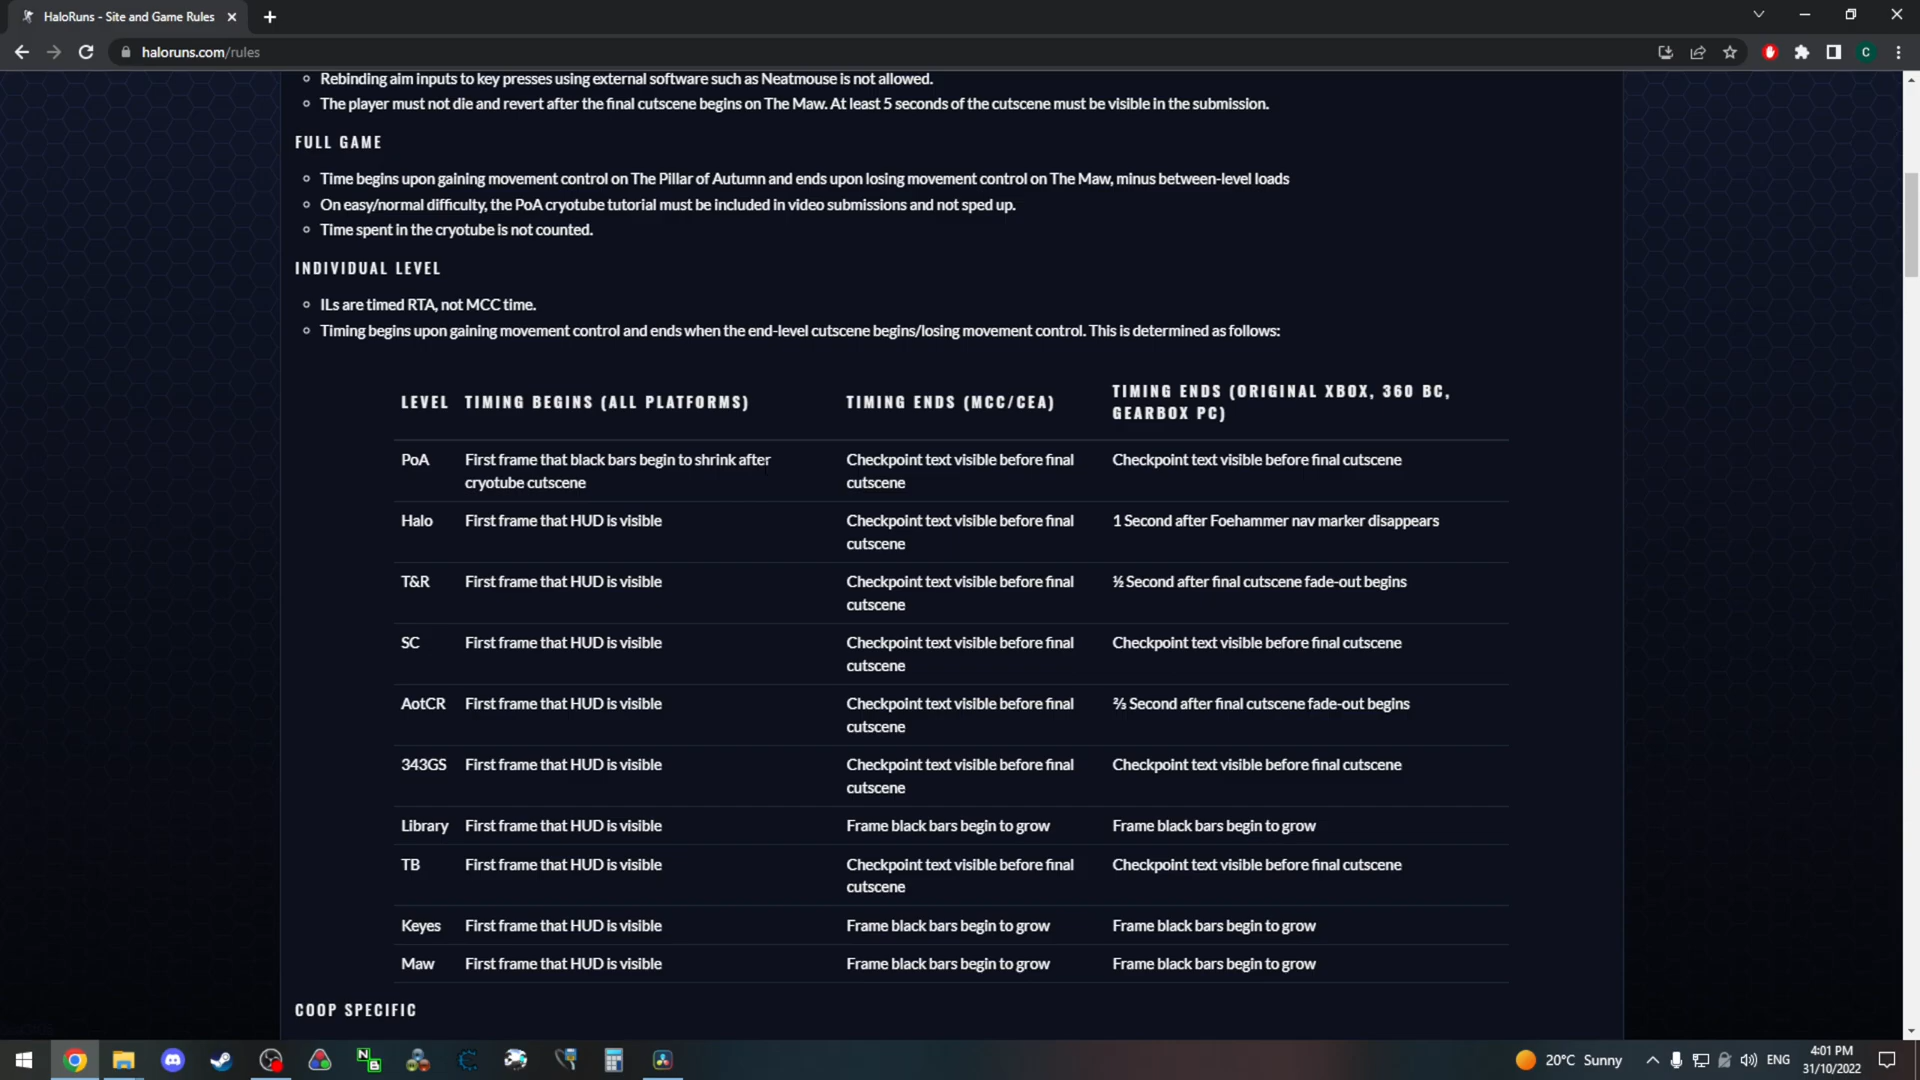 HaloRuns - Site and Game Rules
haloruns.com/rules
C
Rebinding aim inputs to key presses using external software such as Neatmouse is not allowed.
The player must not die and revert after the final cutscene begins on The Maw. At least 5 seconds of the cutscene must be visible in the submission.
FULL GAME
Time begins upon gaining movement control on The Pillar of Autumn and ends upon losing movement control on The Maw, minus between-level loads
On easy/normal difficulty, the PoA cryotube tutorial must be included in video submissions and not sped up.
Time spent in the cryotube is not counted.
INDIVIDUAL LEVEL
ILs are timed RTA, not MCC time.
Timing begins upon gaining movement control and ends when the end-level cutscene begins/losing movement control. This is determined as follows:
LEVEL TIMING BEGINS (ALL PLATFORMS) TIMING ENDS (MCC/CEA) TIMING ENDS (ORIGINAL XBOX, 360 BC,
GEARBOX PC)
PoA First frame that black bars begin to shrink after Checkpoint text visible before final Checkpoint text visible before final cutscene
cryotube cutscene cutscene
Halo First frame that HUD is visible Checkpoint text visible before final 1 Second after Foehammer nav marker disappears
cutscene
T&R First frame that HUD is visible Checkpoint text visible before final ½ Second after final cutscene fade-out begins
cutscene
SC First frame that HUD is visible Checkpoint text visible before final Checkpoint text visible before final cutscene
cutscene
AotCR First frame that HUD is visible Checkpoint text visible before final ⅔ Second after final cutscene fade-out begins
cutscene
343GS First frame that HUD is visible Checkpoint text visible before final Checkpoint text visible before final cutscene
cutscene
Library First frame that HUD is visible Frame black bars begin to grow Frame black bars begin to grow
TB First frame that HUD is visible Checkpoint text visible before final Checkpoint text visible before final cutscene
cutscene
Keyes First frame that HUD is visible Frame black bars begin to grow Frame black bars begin to grow
Maw First frame that HUD is visible Frame black bars begin to grow Frame black bars begin to grow
COOP SPECIFIC
20°C Sunny ENG 4:01 PM
31/10/2022